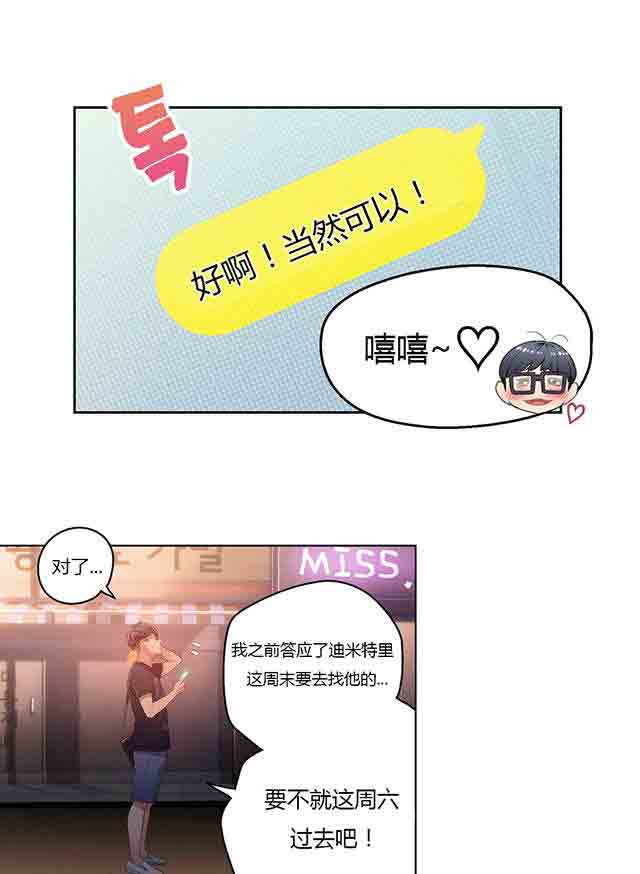 톡
好啊！当然可以！
嘻嘻~♡
对了...
MISS.
我之前答应了迪米特里
这周末要去找他的...
要不就这周六
过去吧！